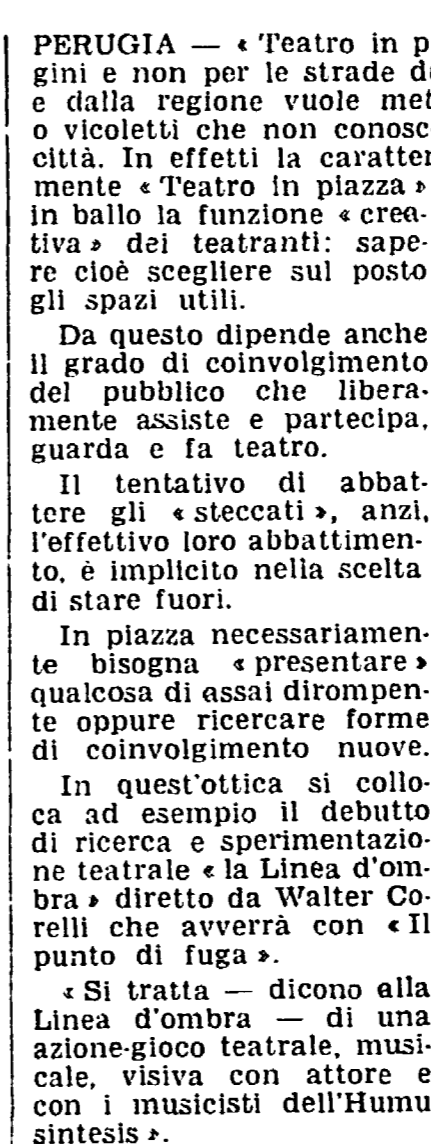 PERUGIA — « Teatro in p
gini e non per le strade d
e dalla regione vuole met
o vicoletti che non conosc
città. In effetti la caratter
mente « Teatro in piazza »
in ballo la funzione « crea-
tiva » dei teatranti: sape-
re cioè scegliere sul posto
gli spazi utili.
Da questo dipende anche
il grado di coinvolgimento
del pubblico che libera-
mente assiste e partecipa,
guarda e fa teatro.
Il tentativo di abbat-
tere gli « steccati », anzi,
l'effettivo loro abbattimen-
to, è implicito nella scelta
di stare fuori.
In piazza necessariamen-
te bisogna « presentare »
qualcosa di assai dirompen-
te oppure ricercare forme
di coinvolgimento nuove.
In quest'ottica si collo-
ca ad esempio il debutto
di ricerca e sperimentazio-
ne teatrale « la Linea d'om-
bra » diretto da Walter Co-
relli che avverrà con « Il
punto di fuga ».
« Si tratta — dicono alla
Linea d'ombra — di una
azione-gioco teatrale, musi-
cale, visiva con attore e
con i musicisti dell'Humu
sintesis ».